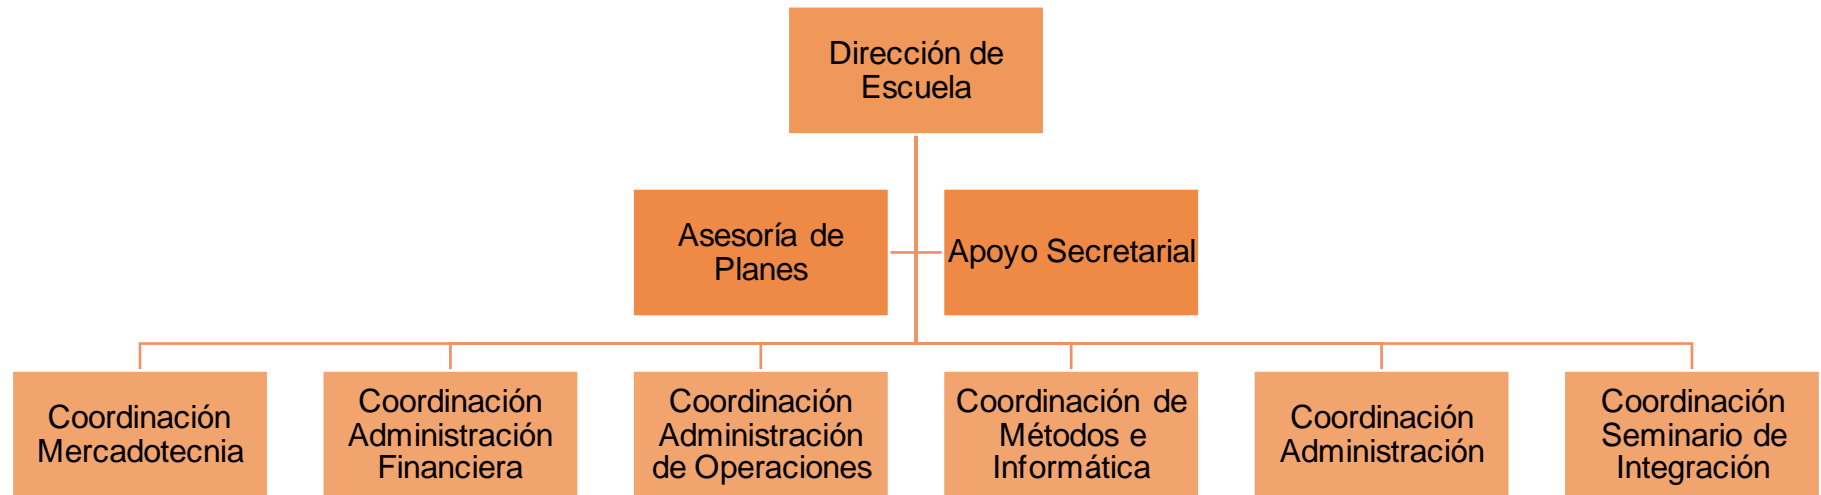 Dirección de
Escuela
Asesoría de
Planes
Apoyo Secretarial
Coordinación
Mercadotecnia
Coordinación
Administración
Financiera
Coordinación
Administración
de Operaciones
Coordinación de
Métodos e
Informática
Coordinación
Administración
Coordinación
Seminario de
Integración